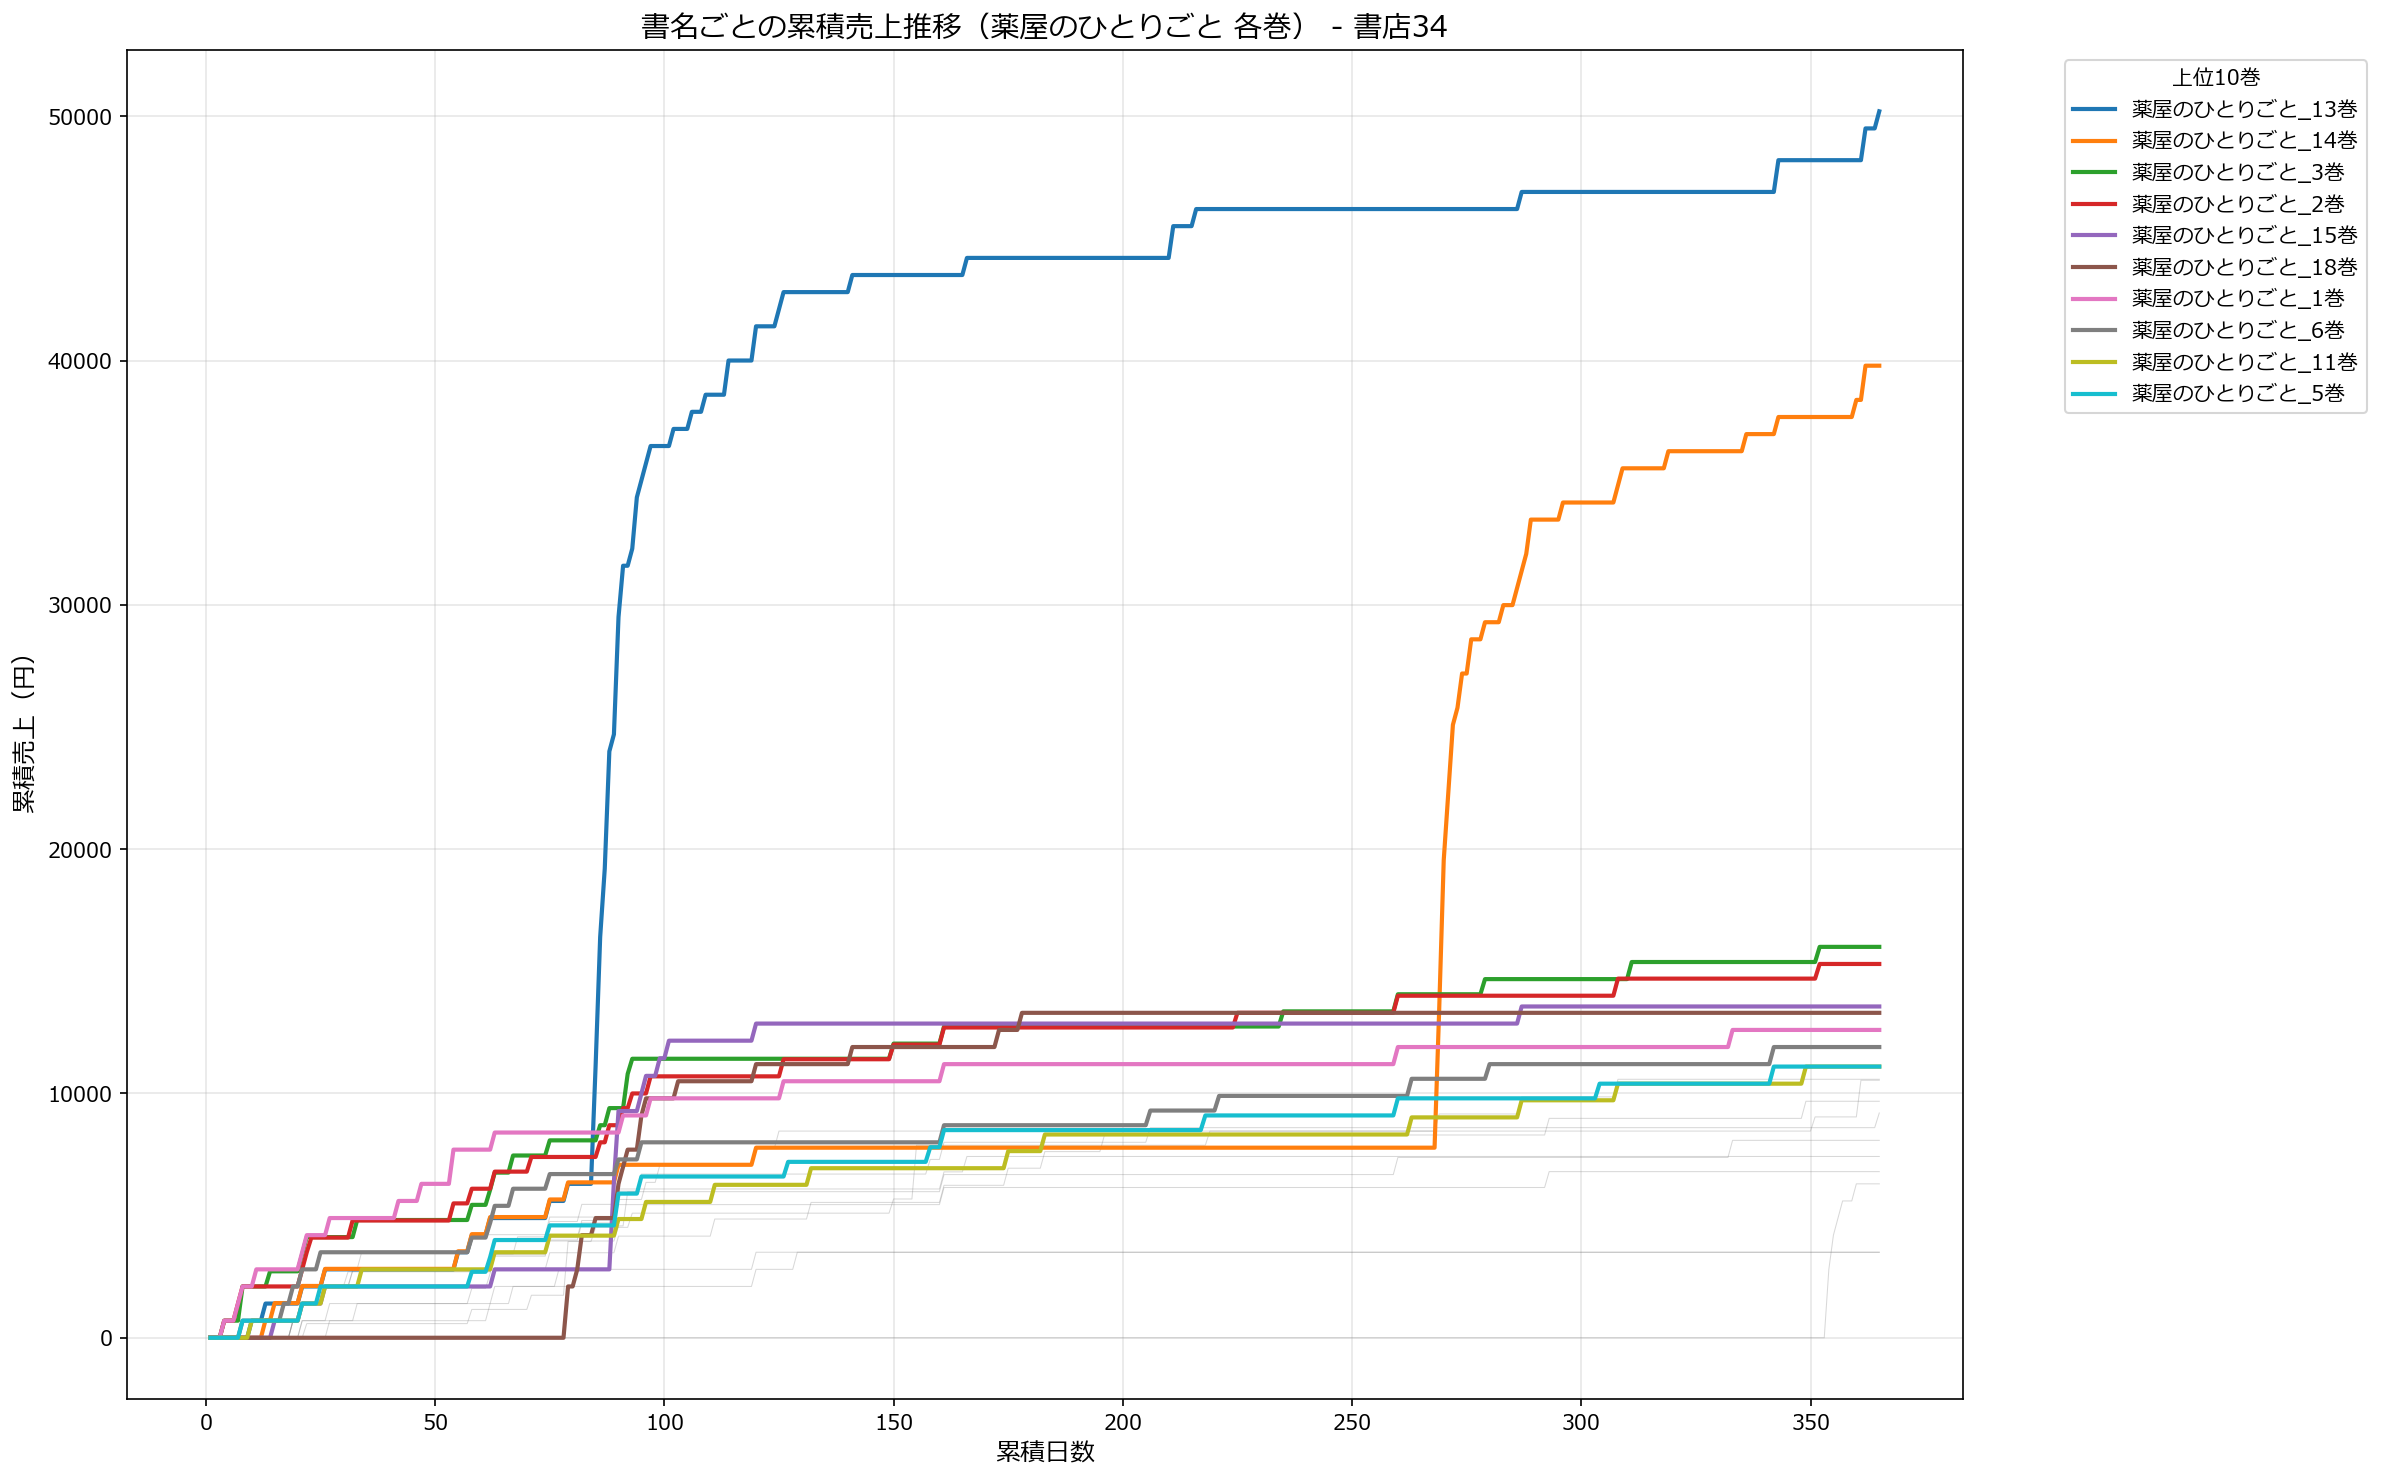 書名ごとの累積売上推移（薬屋のひとりごと 各巻） - 書店34
累積売上（円）
50000
40000
30000
20000
10000
0
0 50 100 150 200 250 300 350
累積日数
上位10巻
薬屋のひとりごと_13巻
薬屋のひとりごと_14巻
薬屋のひとりごと_3巻
薬屋のひとりごと_2巻
薬屋のひとりごと_15巻
薬屋のひとりごと_18巻
薬屋のひとりごと_1巻
薬屋のひとりごと_6巻
薬屋のひとりごと_11巻
薬屋のひとりごと_5巻